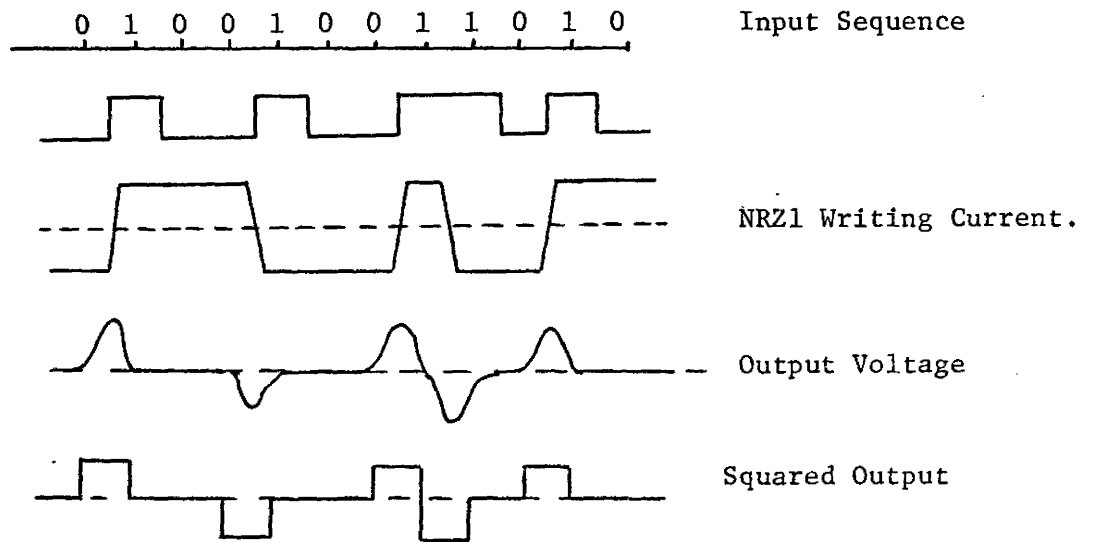 0 1 0 0 1 0 0 1 1 0 1 0 Input Sequence
NRZ1 Writing Current.
Output Voltage
Squared Output